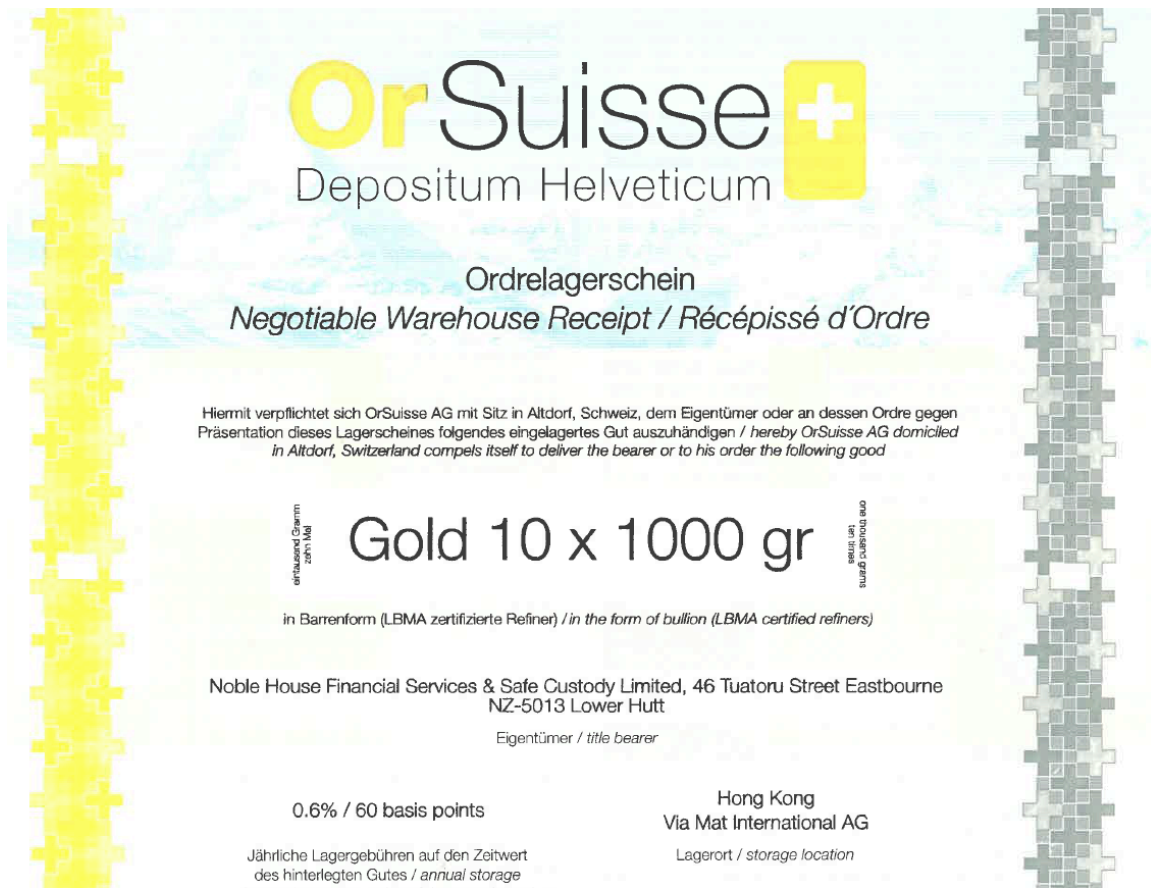 OrSuisse
Depositum Helveticum
Ordrelagerschein
Negotiable Warehouse Receipt / Récépissé d´Ordre
Hiermit verpflichtet sich OrSuisse AG mit Sitz in Altdorf, Schweiz, dem Eigentümer oder an dessen Ordre gegen
Präsentation dieses Lagerscheines folgendes eingelagertes Gut auszuhändigen / hereby OrSuisse AG domiciled
in Altdorf, Switzerland compels itself to deliver the bearer or to his order the following good
eintausend Gramm
zehn Mal
Gold 10 x 1000 gr
one thousand grams
ten times
in Barrenform (LBMA zertifizierte Refiner) / in the form of bullion (LBMA certified refiners)
Noble House Financial Services & Safe Custody Limited, 46 Tuatoru Street Eastbourne
NZ-5013 Lower Hutt
Eigentümer / title bearer
0.6% / 60 basis points
Jährliche Lagergebühren auf den Zeitwert
des hinterlegten Gutes / annual storage
Hong Kong
Via Mat International AG
Lagerort / storage location